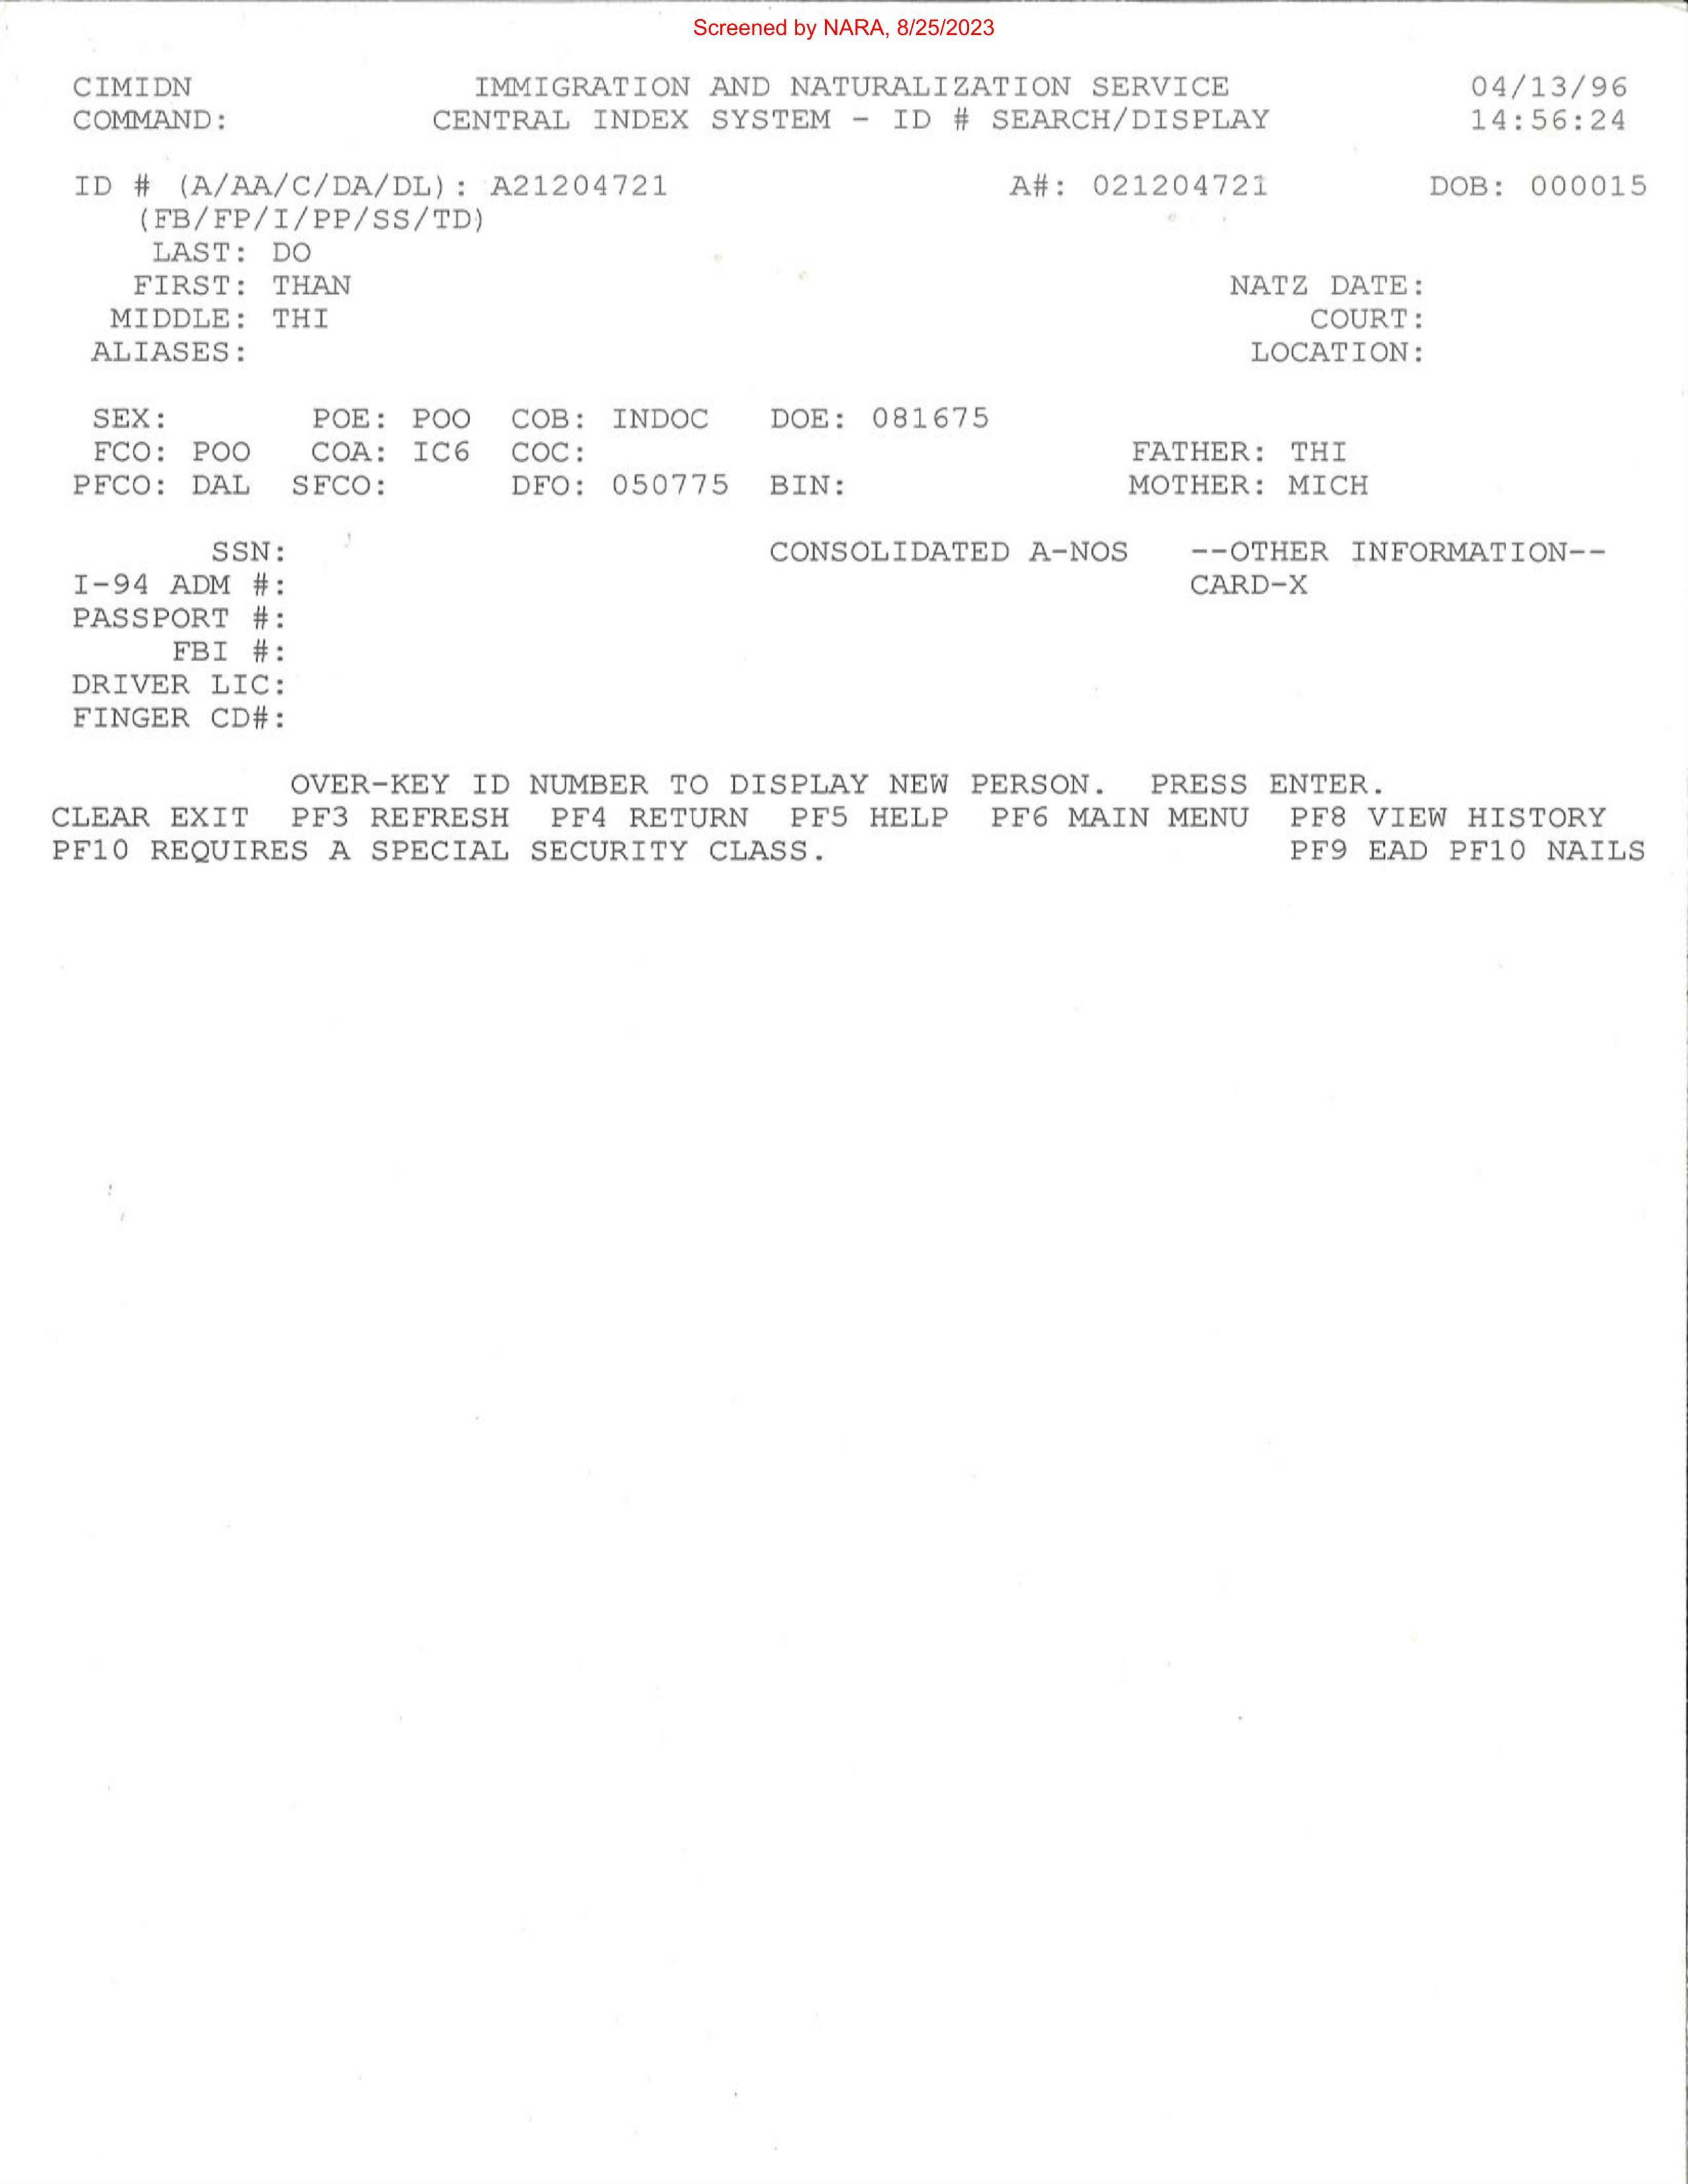 Screened by NARA, 8/25/2023
CIMIDN IMMIGRATION AND NATURALIZATION SERVICE 04/13/96
COMMAND: CENTRAL INDEX SYSTEM - ID # SEARCH/DISPLAY 14:56:24
ID # (A/AA/C/DA/DL): A21204721 A#: 021204721 DOB: 000015
(FB/FP/I/PP/SS/TD)
LAST: DO
FIRST: THAN NATZ DATE:
MIDDLE: THI COURT:
ALIASES: LOCATION:
SEX: POE: POO COB: INDOC DOE: 081675
FCO: POO COA: IC6 COC: FATHER: THI
PFCO: DAL SFCO: DFO: 050775 BIN: MOTHER: MICH
SSN: CONSOLIDATED A-NOS --OTHER INFORMATION--
I-94 ADM #: CARD-X
PASSPORT #:
FBI #:
DRIVER LIC:
FINGER CD#:
OVER-KEY ID NUMBER TO DISPLAY NEW PERSON. PRESS ENTER.
CLEAR EXIT PF3 REFRESH PF4 RETURN PF5 HELP PF6 MAIN MENU PF8 VIEW HISTORY
PF10 REQUIRES A SPECIAL SECURITY CLASS. PF9 EAD PF10 NAILS